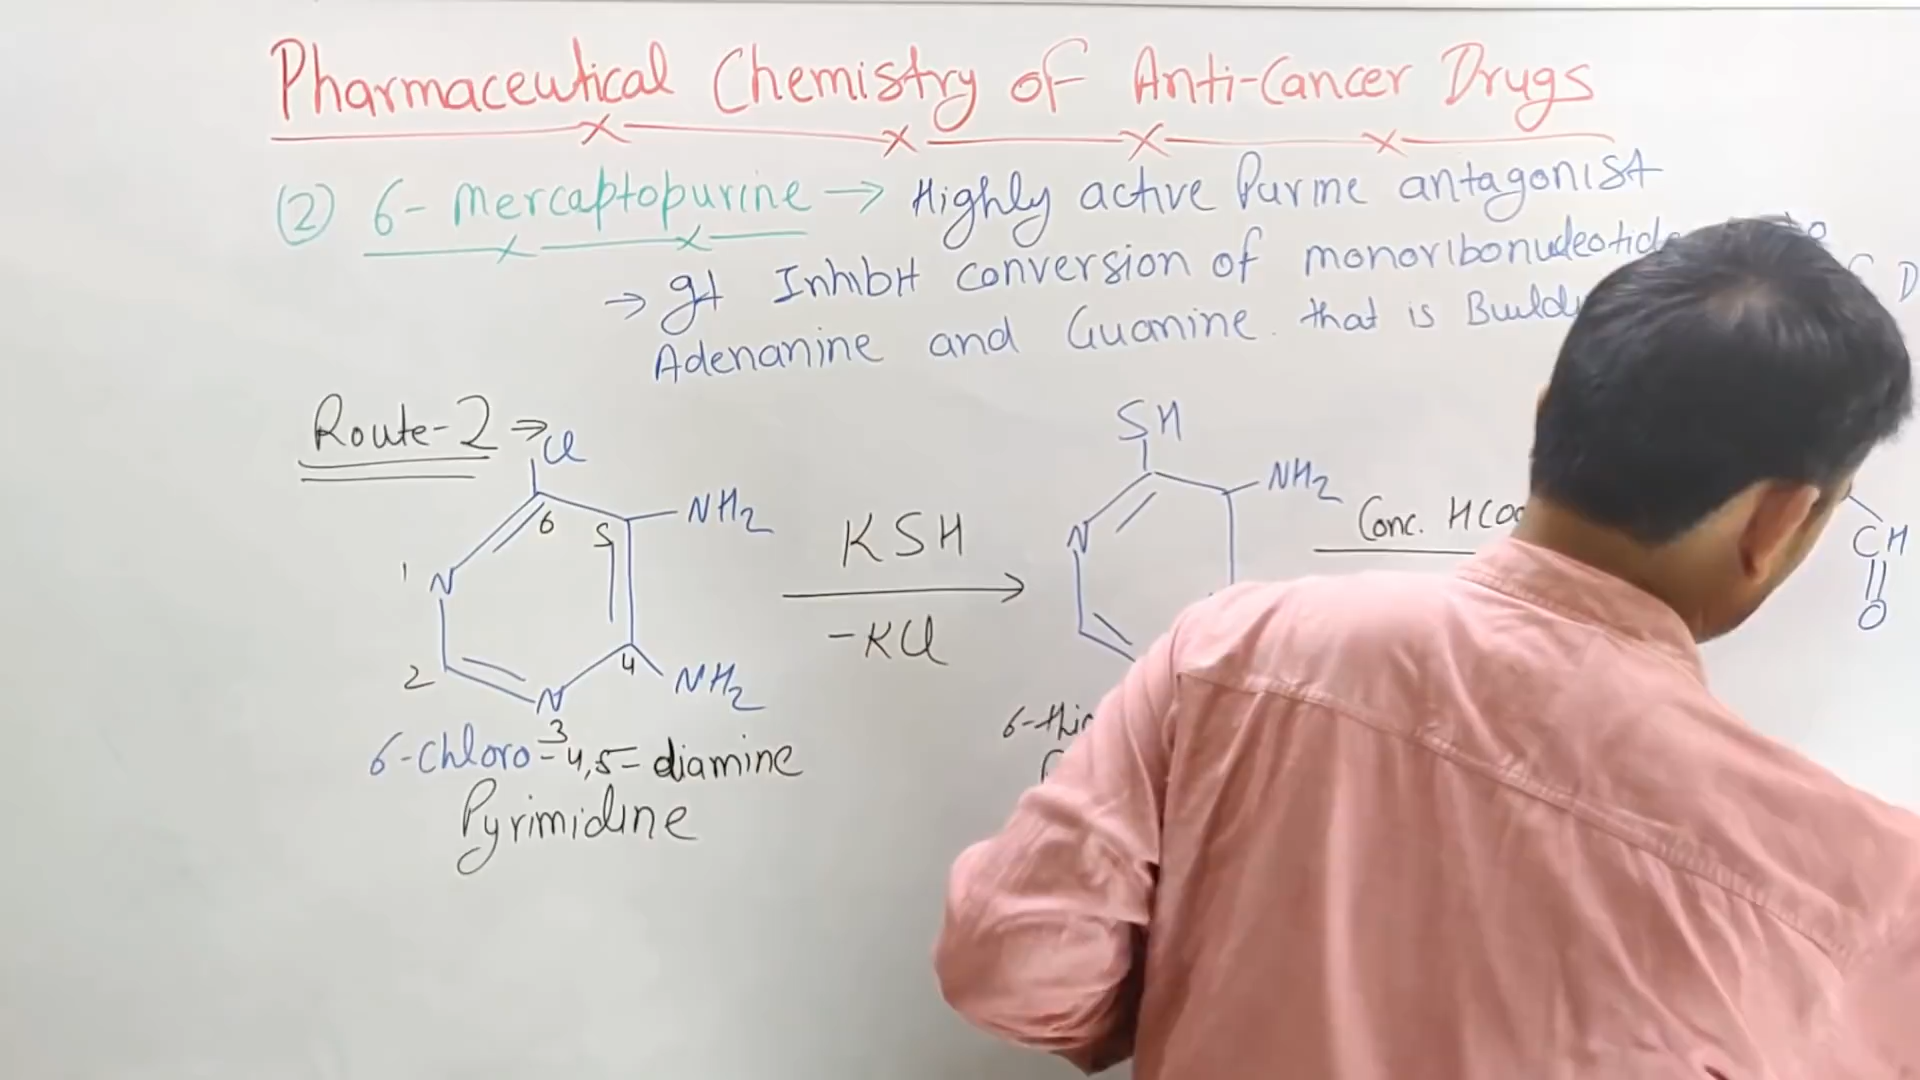 Pharmaceutical Chemistry of Anti-Cancer Drugs
② 6- Mercaptopurine → Highly active Purine antagonist
→ It Inhibit conversion of monoribonucleotide
Adenanine and Guanine. that is
Route-2 ⇒
Cl
6
5
NH2
1
N
2
N
3
4
NH2
6-Chloro-4,5-diamine
Pyrimidine
KSH
-KCl
SH
NH2
N
Conc.
CH
O